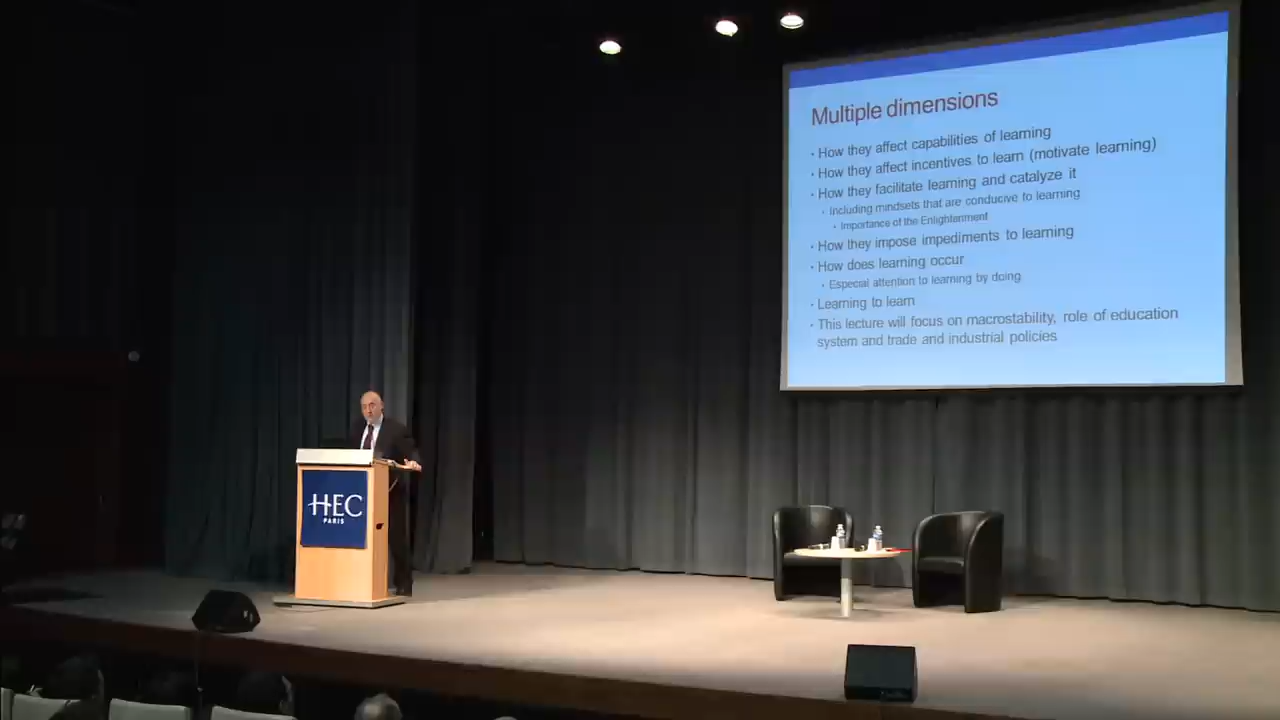 Multiple dimensions
· How they affect capabilities of learning
· How they affect incentives to learn (motivate learning)
· How they facilitate learning and catalyze it
· Including mindsets that are conducive to learning
· Importance of the Enlightenment
· How they impose impediments to learning
· How does learning occur
· Especial attention to learning by doing
· Learning to learn
· This lecture will focus on macrostability, role of education
system and trade and industrial policies
HEC
PARIS